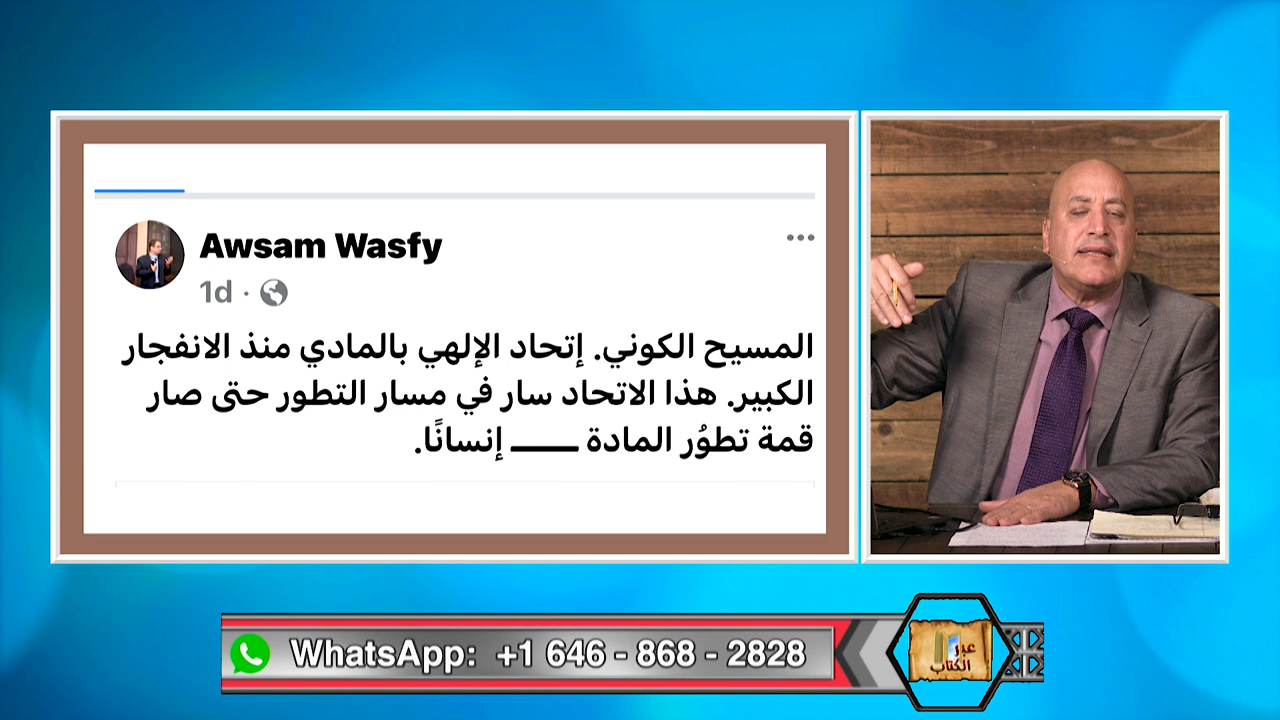 Awsam Wasfy
1d ·
المسيح الكوني. إتحاد الإلهي بالمادي منذ الانفجار
الكبير. هذا الاتحاد سار في مسار التطور حتى صار
قمة تطوُر المادة ــــــــ إنسانًا.
WhatsApp: +1 646 - 868 - 2828
عبر
الكتاب